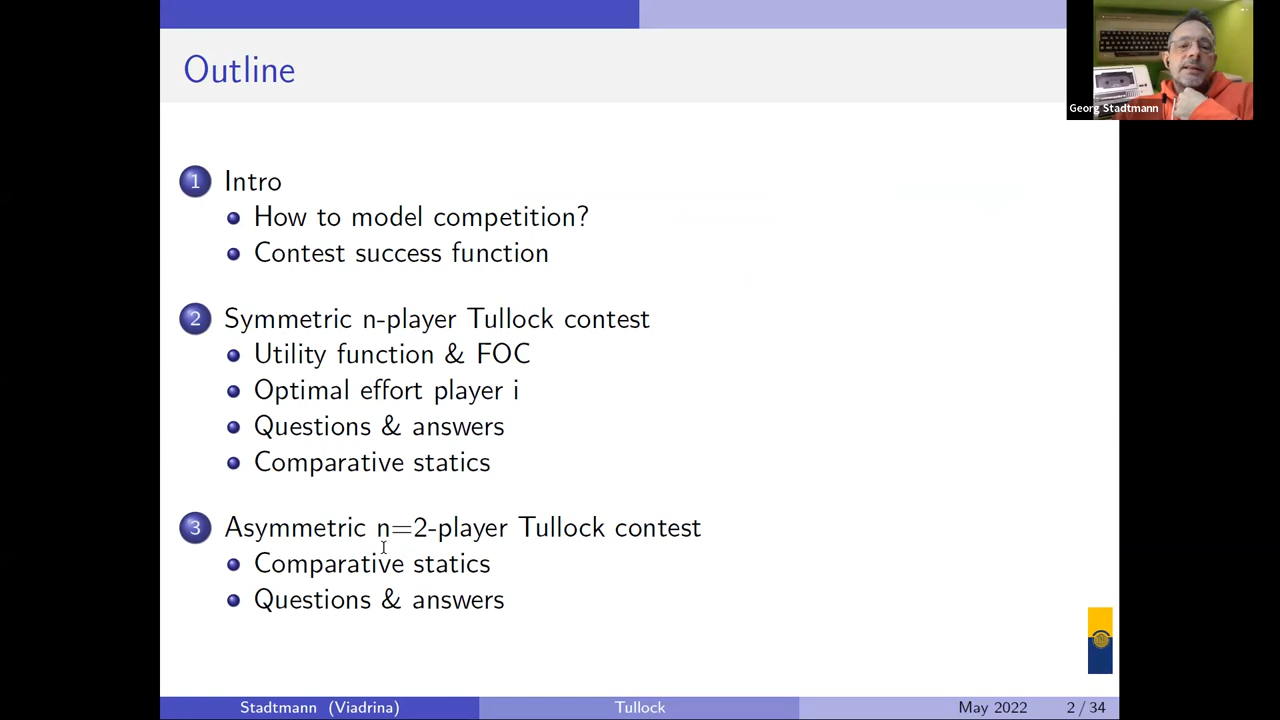 Outline
Georg Stadtmann
1 Intro
How to model competition?
Contest success function
2 Symmetric n-player Tullock contest
Utility function & FOC
Optimal effort player i
Questions & answers
Comparative statics
3 Asymmetric n=2-player Tullock contest
Comparative statics
Questions & answers
Stadtmann (Viadrina) Tullock May 2022 2 / 34